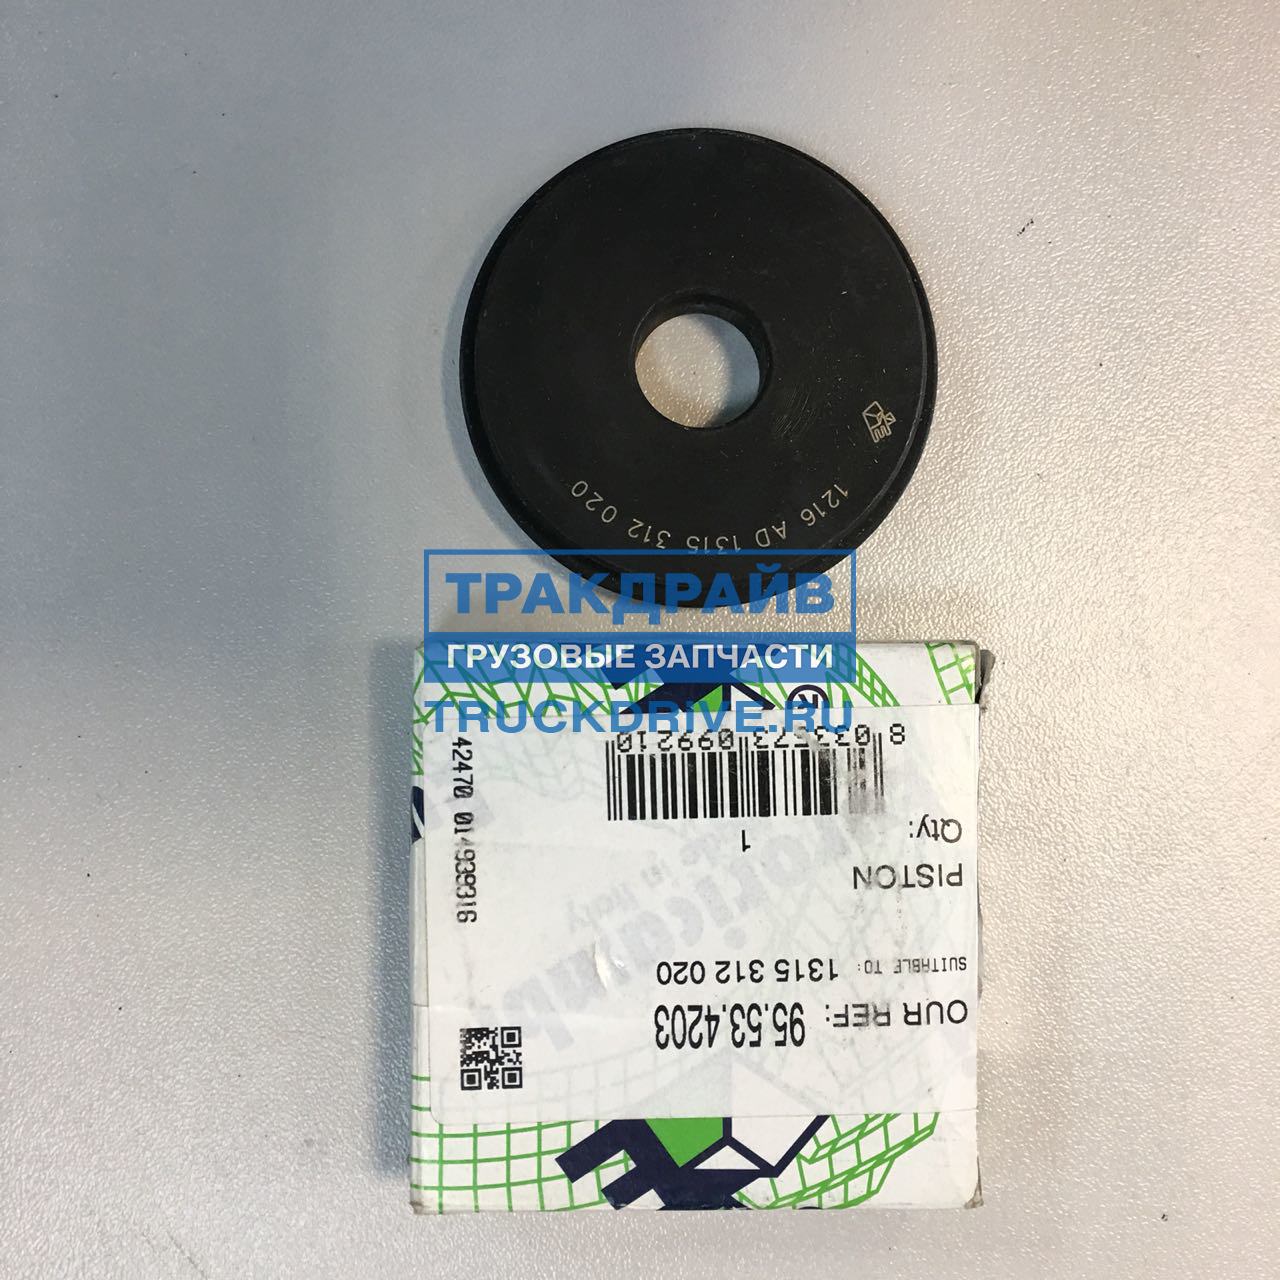 1216 AD 1315 312 020
ТРАКДРАЙВ
ГРУЗОВЫЕ ЗАПЧАСТИ
TRUCKDRIVE.RU
OUR REF: 95.53.4203
SUITABLE TO: 1315 312 020
PISTON
Qty: 1
8 033573 099210
42470 014939316